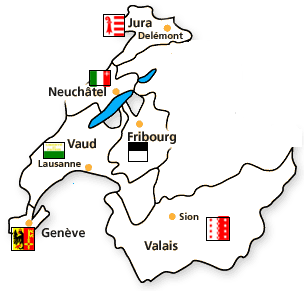 Jura
Delémont
Neuchâtel
Fribourg
Vaud
Lausanne
Genève
Sion
Valais